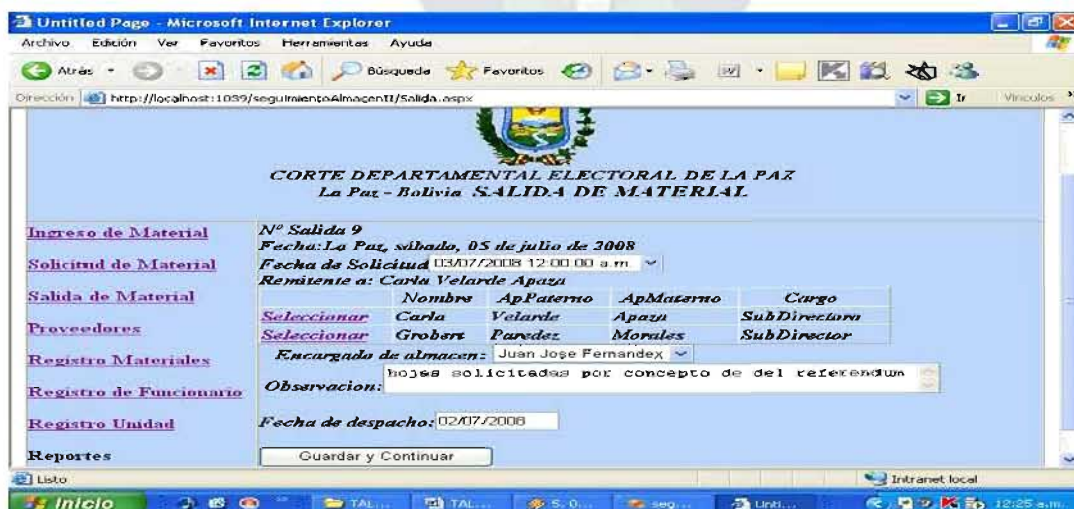 Untitled Page - Microsoft Internet Explorer
Archivo Edición Ver Favoritos Herramientas Ayuda
Atrás Búsqueda Favoritos
Dirección http://localhost:1039/seguimientoAlmacenII/Salida.aspx Ir Vínculos
CORTE DEPARTAMENTAL ELECTORAL DE LA PAZ
La Paz - Bolivia SALIDA DE MATERIAL
Ingreso de Material
Solicitud de Material
Salida de Material
Proveedores
Registro Materiales
Registro de Funcionario
Registro Unidad
Reportes
Nº Salida 9
Fecha:La Paz, sábado, 05 de julio de 2008
Fecha de Solicitud 03/07/2008 12:00:00 a.m.
Remitente a: Carla Velarde Apaza
Nombre ApPaterno ApMaterno Cargo
Seleccionar Carla Velarde Apaza SubDirectora
Seleccionar Grobert Paredez Morales SubDirector
Encargado de almacen: Juan Jose Fernandez
Observacion: hojas solicitadas por concepto de del referendum
Fecha de despacho: 02/07/2008
Guardar y Continuar
Listo Intranet local
Inicio TAL... TAL... S. 0... seg... Unti... 12:25 a.m.